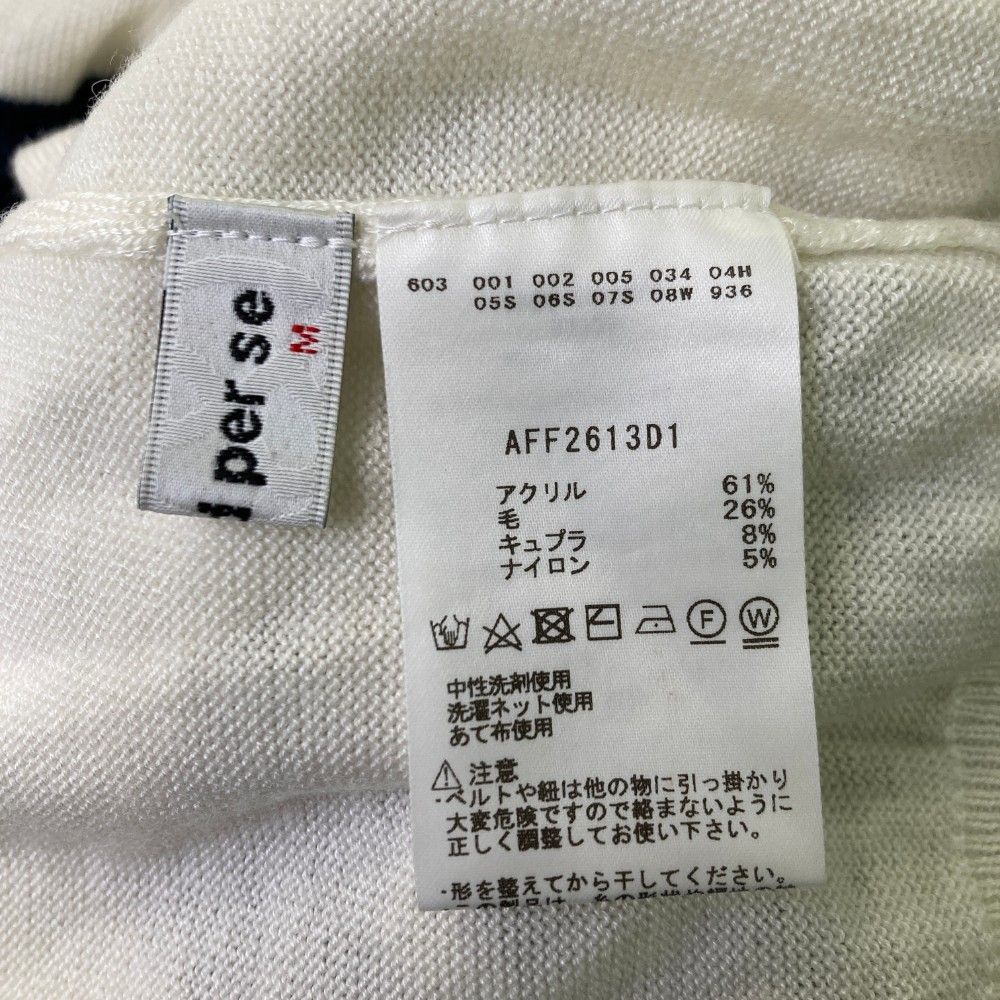 per se
M
603 001 002 005 034 04H
05S 06S 07S 08W 936
AFF2613D1
アクリル 61%
毛 26%
キュプラ 8%
ナイロン 5%
F W
中性洗剤使用
洗濯ネット使用
あて布使用
注意
・ベルトや紐は他の物に引っ掛かり
大変危険ですので絡まないように
正しく調整してお使い下さい。
・形を整えてから干してください。